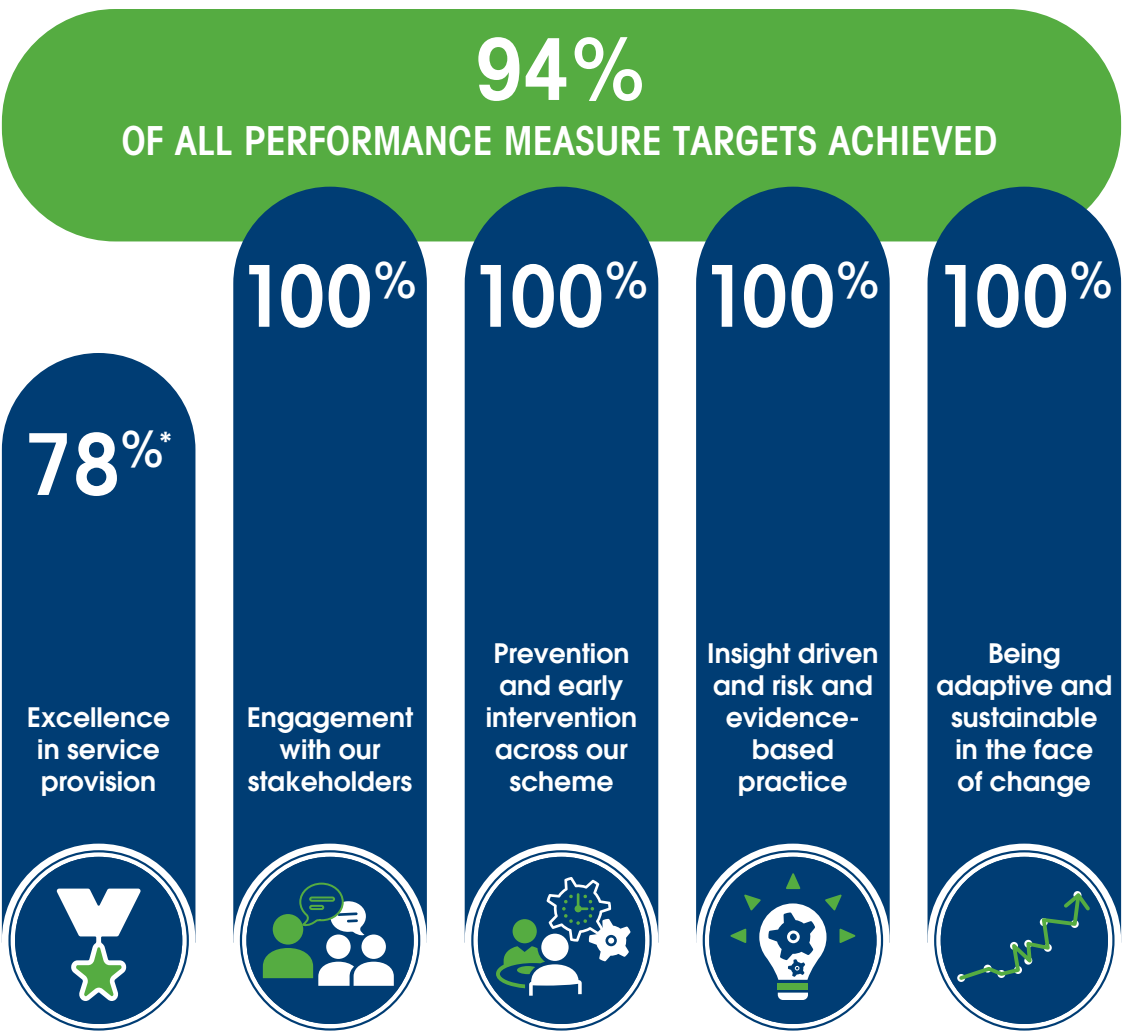 94%
OF ALL PERFORMANCE MEASURE TARGETS ACHIEVED
78%*
Excellence
in service
provision
100%
Engagement
with our
stakeholders
100%
Prevention
and early
intervention
across our
scheme
100%
Insight driven
and risk and
evidence-
based
practice
100%
Being
adaptive and
sustainable
in the face
of change